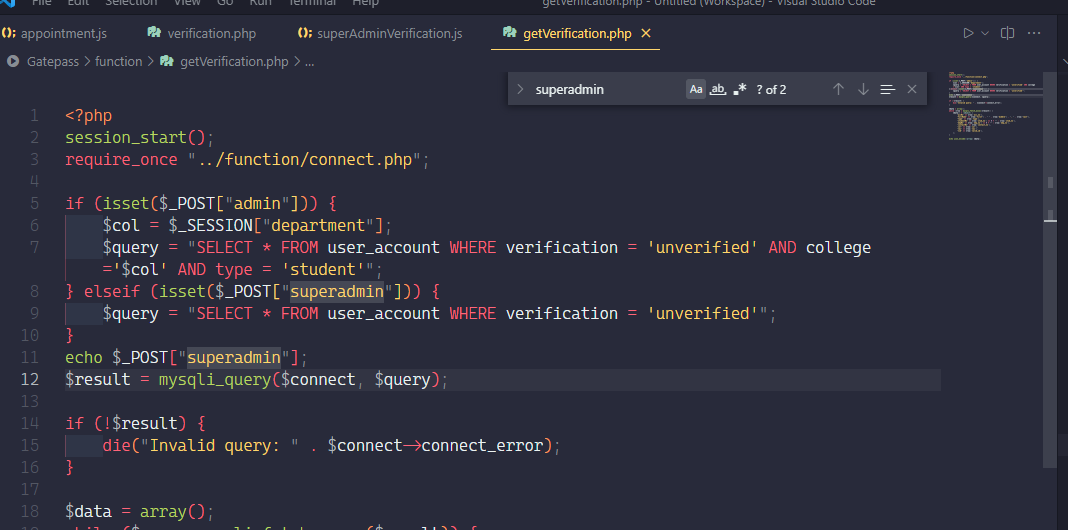 File Edit Selection View Go Run Terminal Help getVerification.php - Untitled (Workspace) - Visual Studio Code
appointment.js verification.php superAdminVerification.js getVerification.php
Gatepass > function > getVerification.php > ...
superadmin Aa ab ? of 2
1 <?php
2 session_start();
3 require_once "../function/connect.php";
4
5 if (isset($_POST["admin"])) {
6 $col = $_SESSION["department"];
7 $query = "SELECT * FROM user_account WHERE verification = 'unverified' AND college
='$col' AND type = 'student'";
8 } elseif (isset($_POST["superadmin"])) {
9 $query = "SELECT * FROM user_account WHERE verification = 'unverified'";
10 }
11 echo $_POST["superadmin"];
12 $result = mysqli_query($connect, $query);
13
14 if (!$result) {
15 die("Invalid query: " . $connect->connect_error);
16 }
17
18 $data = array();